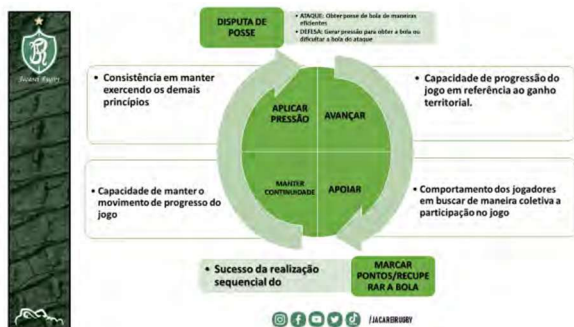 DISPUTA DE
POSSE
• ATAQUE: Obter posse de bola de maneiras
eficientes
• DEFESA: Gerar pressão para obter a bola ou
dificultar a bola do ataque
Jacareí Rugby
• Consistência em manter
exercendo os demais
princípios
APLICAR
PRESSÃO
AVANÇAR
• Capacidade de progressão do
jogo em referência ao ganho
territorial.
• Capacidade de manter o
movimento de progresso do
jogo
MANTER
CONTINUIDADE
APOIAR
• Comportamento dos jogadores
em buscar de maneira coletiva a
participação no jogo
• Sucesso da realização
sequencial do
MARCAR
PONTOS/RECUPE
RAR A BOLA
/JACAREIRUGBY